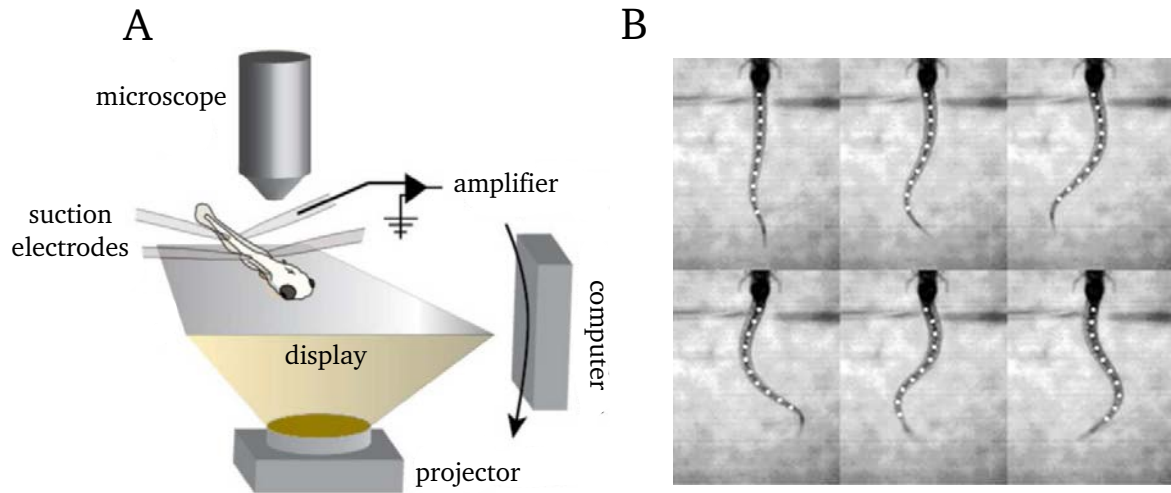 A
microscope
amplifier
suction
electrodes
computer
display
projector
B